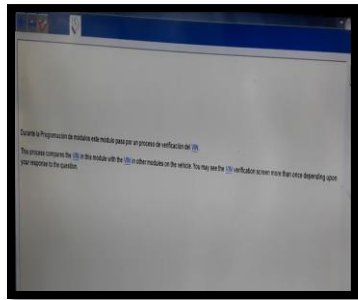 Durante la Programación de modulos este modulo pasa por un proceso de verificación del VIN
This process compares the VIN in this module with the VIN in other modules on the vehicle. You may see the VIN verification screen more than once depending upon
your response to the question